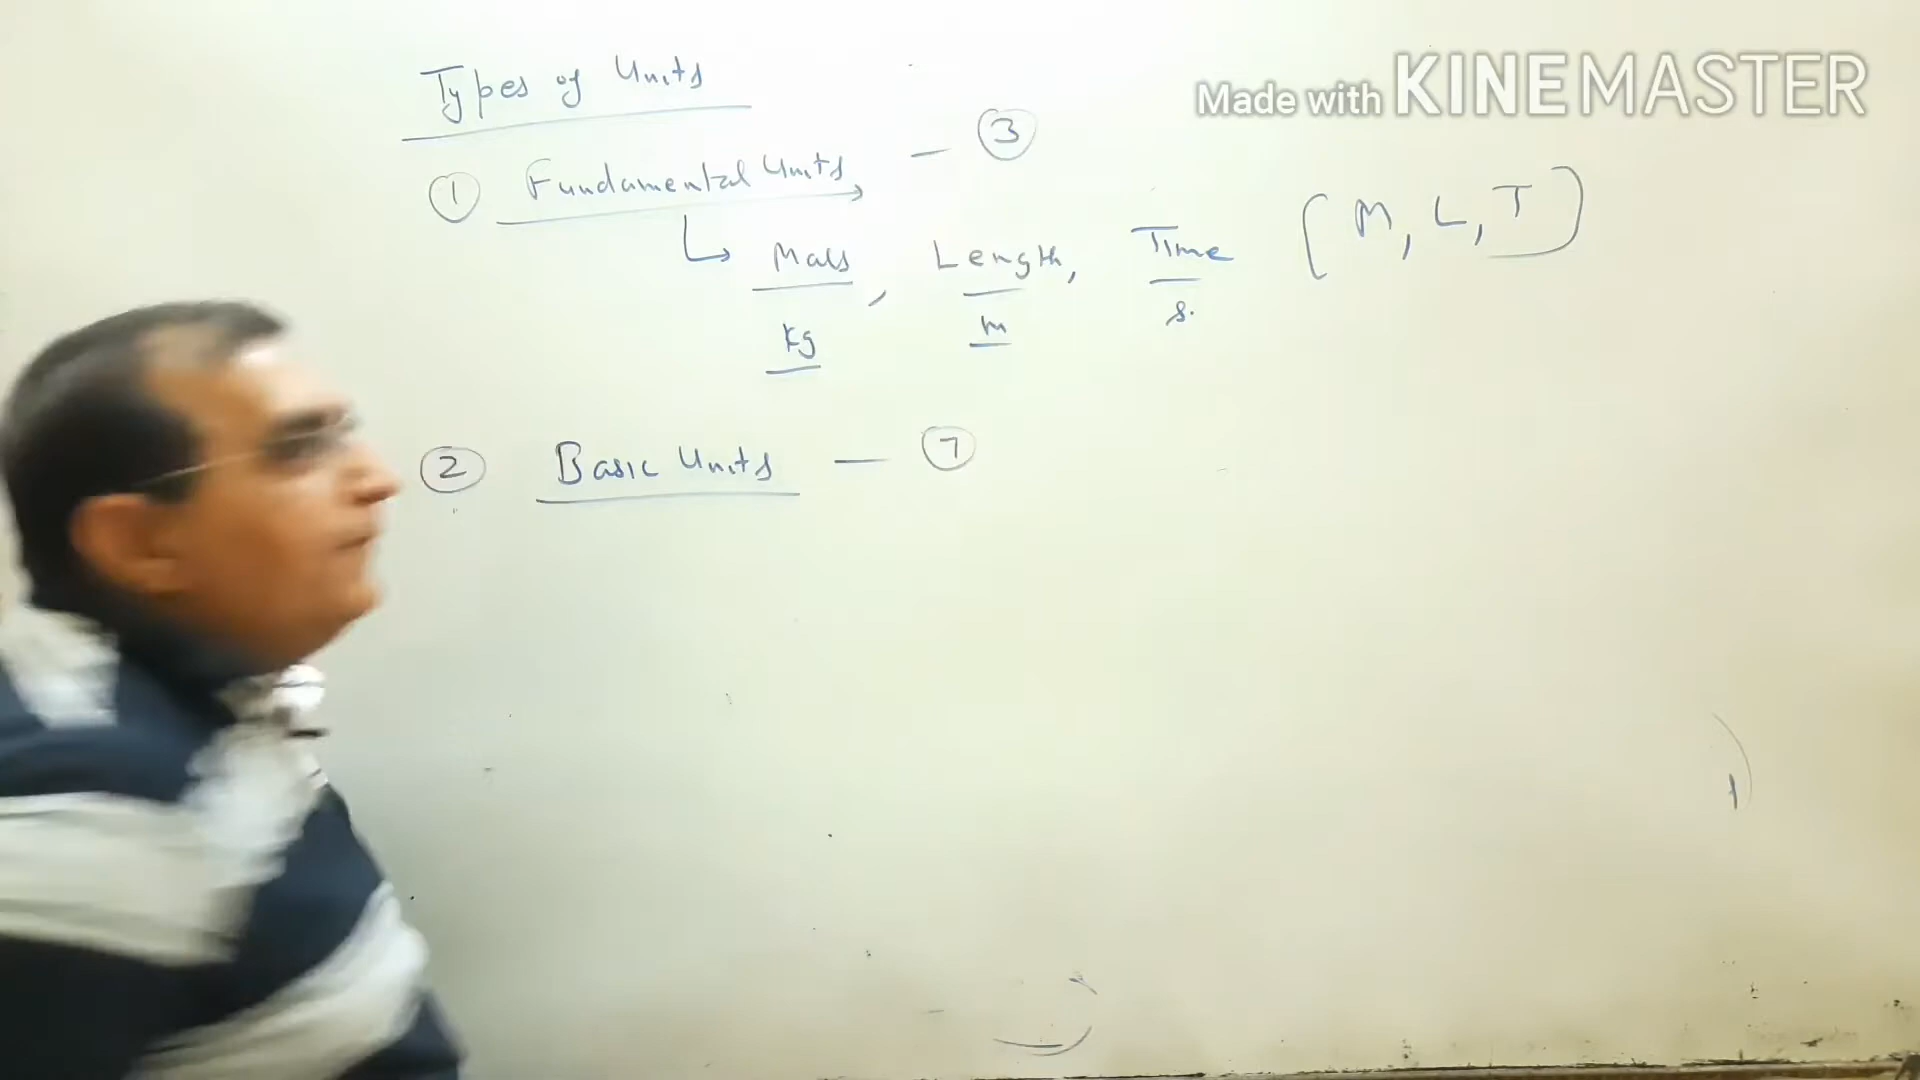 Types of Units
Made with KINEMASTER
① Fundamental Units — ③
Mass, Length, Time [M, L, T]
kg m s.
② Basic Units — ⑦